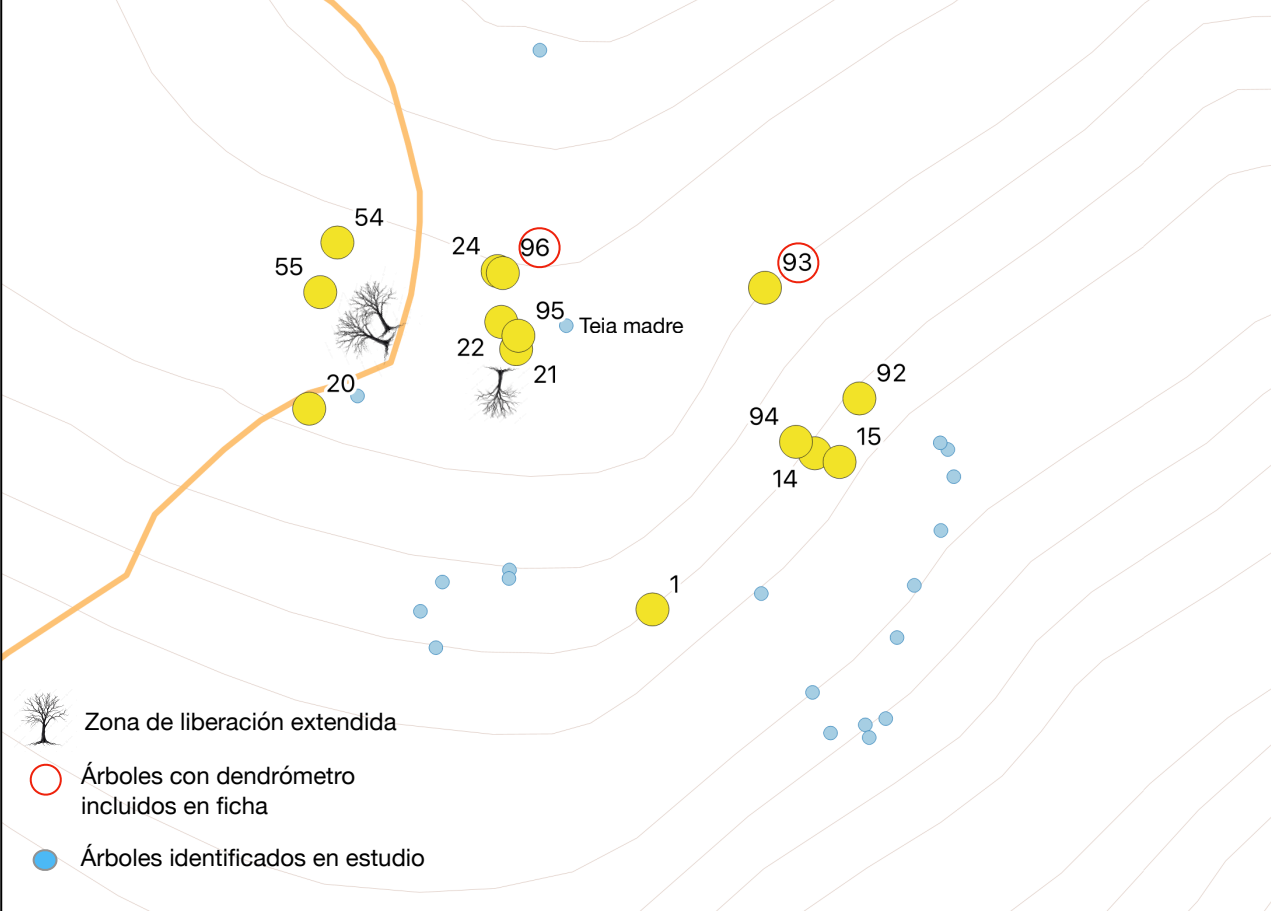 54
24
96
55
93
95
Teia madre
22
21
20
92
94
15
14
1
Zona de liberación extendida
Árboles con dendrómetro
incluidos en ficha
Árboles identificados en estudio